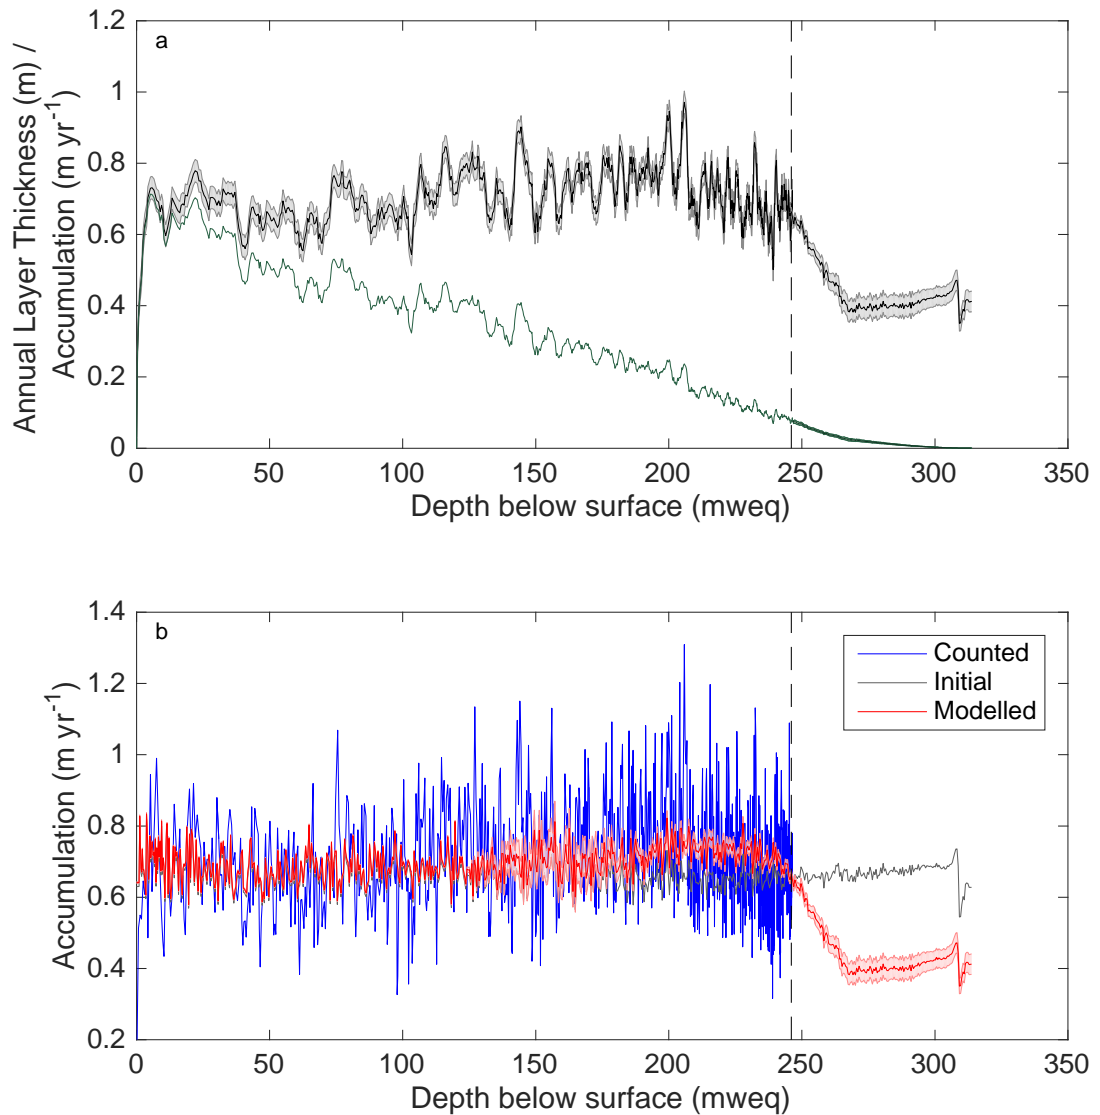 a
Annual Layer Thickness (m) /
Accumulation (m yr⁻¹)
1.2
1
0.8
0.6
0.4
0.2
0
0 50 100 150 200 250 300 350
Depth below surface (mweq)
b
Accumulation (m yr⁻¹)
1.4
1.2
1
0.8
0.6
0.4
0.2
Counted
Initial
Modelled
0 50 100 150 200 250 300 350
Depth below surface (mweq)